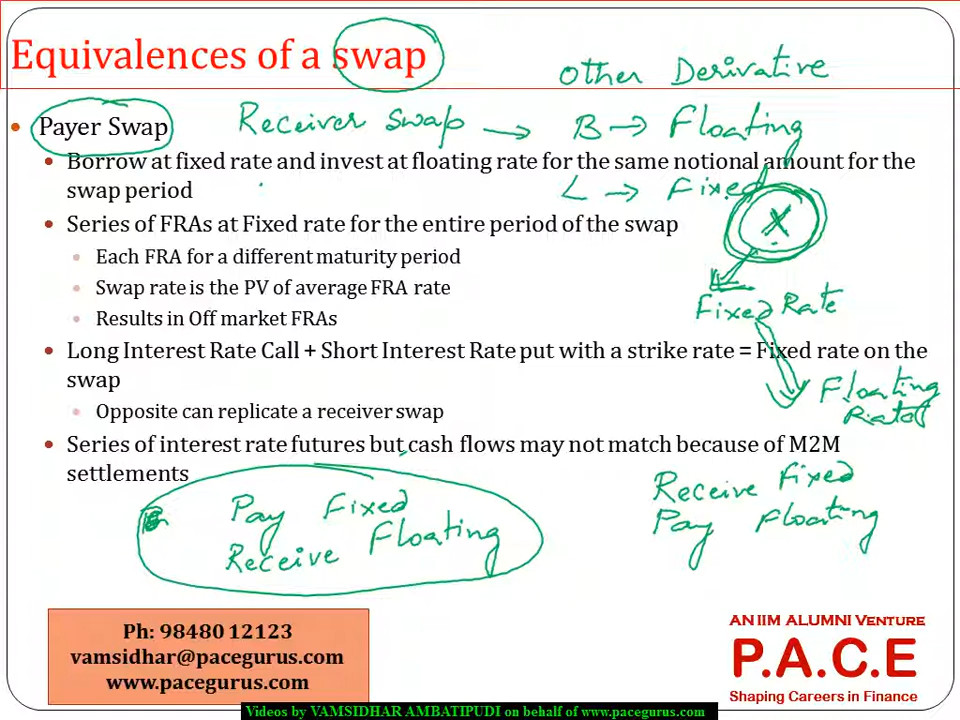 Equivalences of a swap
Other Derivative
• Payer Swap
Receiver Swap → B → Floating
• Borrow at fixed rate and invest at floating rate for the same notional amount for the
swap period
L → Fixed
• Series of FRAs at Fixed rate for the entire period of the swap
X
• Each FRA for a different maturity period
• Swap rate is the PV of average FRA rate
Fixed Rate
• Results in Off market FRAs
• Long Interest Rate Call + Short Interest Rate put with a strike rate = Fixed rate on the
swap
Floating
• Opposite can replicate a receiver swap
• Series of interest rate futures but cash flows may not match because of M2M
settlements
Pay Fixed
Receive Floating
Receive Fixed
Pay Floating
Ph: 98480 12123
vamsidhar@pacegurus.com
www.pacegurus.com
AN IIM ALUMNI VENTURE
P.A.C.E
Shaping Careers in Finance
Videos by VAMSIDHAR AMBATIPUDI on behalf of www.pacegurus.com